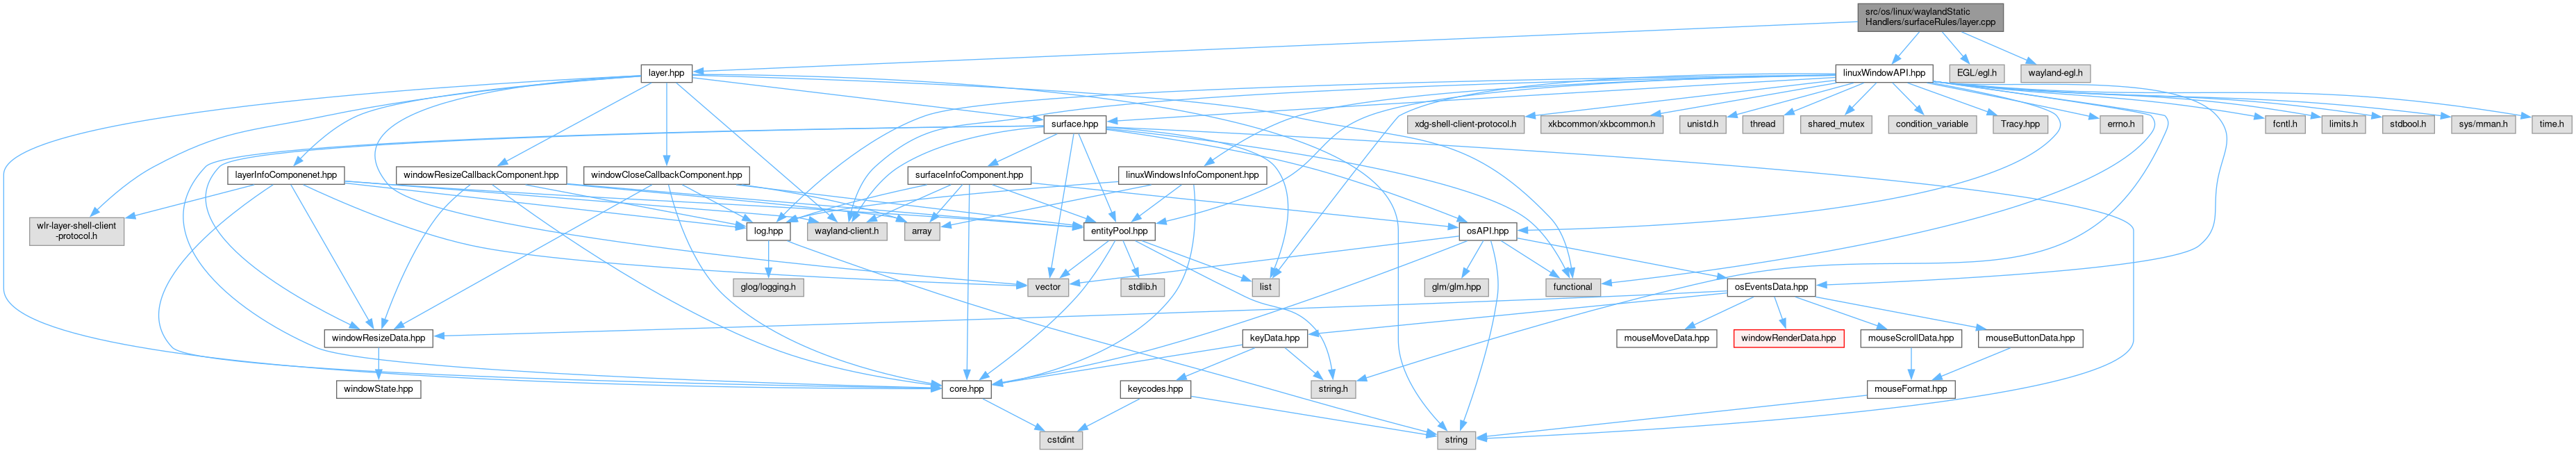 src/os/linux/waylandStatic
Handlers/surfaceRules/layer.cpp
layer.hpp
linuxWindowAPI.hpp
EGL/egl.h
wayland-egl.h
surface.hpp
xdg-shell-client-protocol.h
xkbcommon/xkbcommon.h
unistd.h
thread
shared_mutex
condition_variable
Tracy.hpp
errno.h
fcntl.h
limits.h
stdbool.h
sys/mman.h
time.h
layerInfoComponenet.hpp
windowResizeCallbackComponent.hpp
windowCloseCallbackComponent.hpp
surfaceInfoComponent.hpp
linuxWindowsInfoComponent.hpp
wlr-layer-shell-client
-protocol.h
log.hpp
wayland-client.h
array
entityPool.hpp
osAPI.hpp
glog/logging.h
vector
stdlib.h
list
glm/glm.hpp
functional
osEventsData.hpp
windowResizeData.hpp
keyData.hpp
mouseMoveData.hpp
windowRenderData.hpp
mouseScrollData.hpp
mouseButtonData.hpp
windowState.hpp
core.hpp
keycodes.hpp
string.h
mouseFormat.hpp
cstdint
string